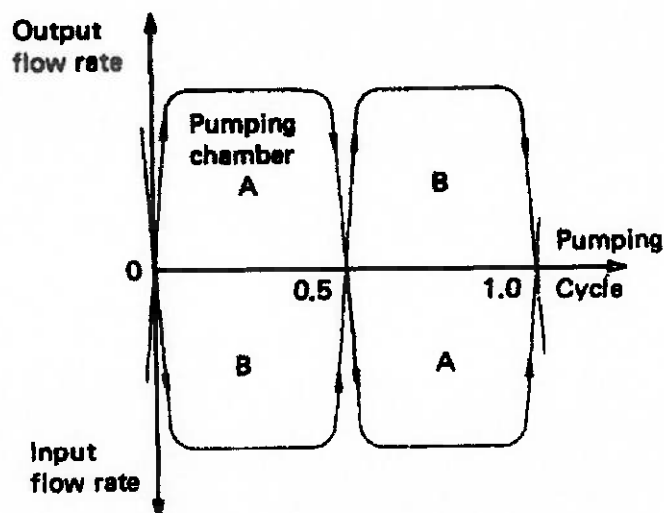 Output
flow rate
Pumping
chamber
A
B
0
0.5
1.0
Pumping
Cycle
B
A
Input
flow rate